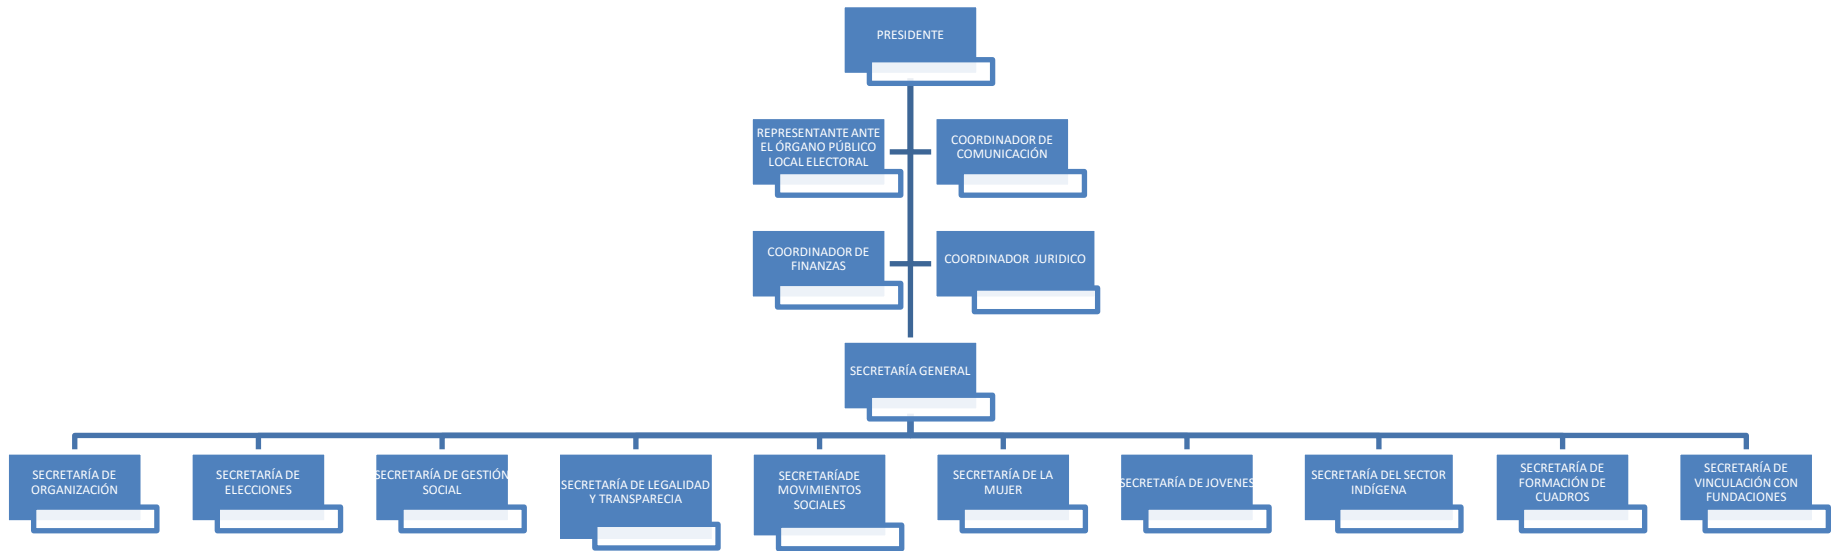 PRESIDENTE
REPRESENTANTE ANTE
EL ÓRGANO PÚBLICO
LOCAL ELECTORAL
COORDINADOR DE
COMUNICACIÓN
COORDINADOR DE
FINANZAS
COORDINADOR JURIDICO
SECRETARÍA GENERAL
SECRETARÍA DE
ORGANIZACIÓN
SECRETARÍA DE
ELECCIONES
SECRETARÍA DE GESTIÓN
SOCIAL
SECRETARÍA DE LEGALIDAD
Y TRANSPARECIA
SECRETARÍADE
MOVIMIENTOS
SOCIALES
SECRETARÍA DE LA
MUJER
SECRETARÍA DE JOVENES
SECRETARÍA DEL SECTOR
INDÍGENA
SECRETARÍA DE
FORMACIÓN DE
CUADROS
SECRETARÍA DE
VINCULACIÓN CON
FUNDACIONES